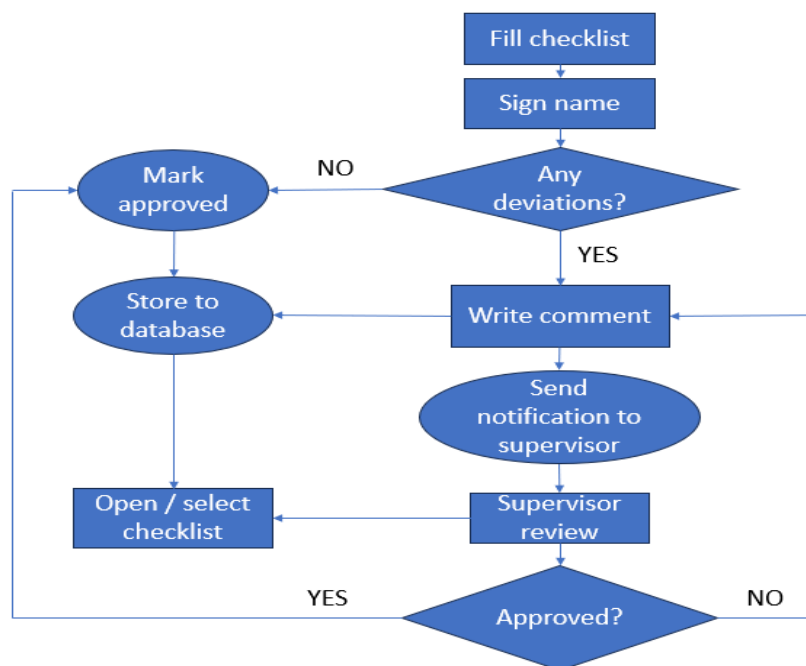 Fill checklist
Sign name
NO
Mark
approved
Any
deviations?
YES
Store to
database
Write comment
Send
notification to
supervisor
Open / select
checklist
Supervisor
review
YES
Approved?
NO